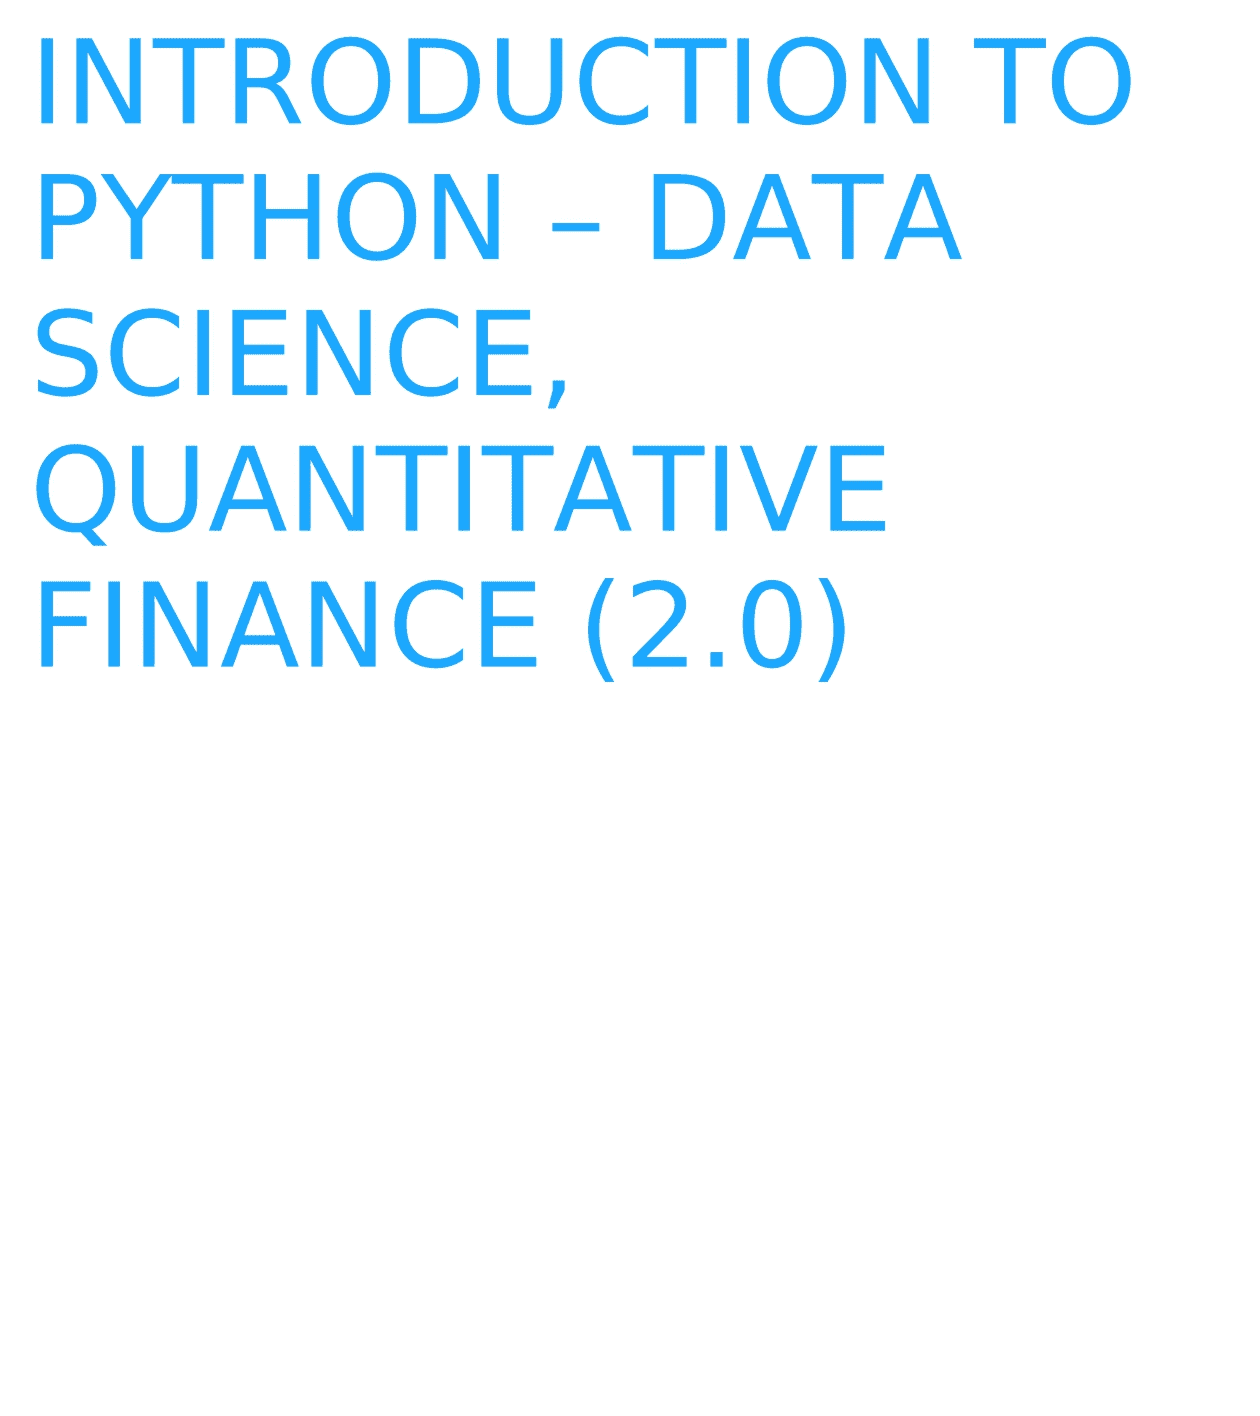 INTRODUCTION TO
PYTHON – DATA
SCIENCE,
QUANTITATIVE
FINANCE (2.0)